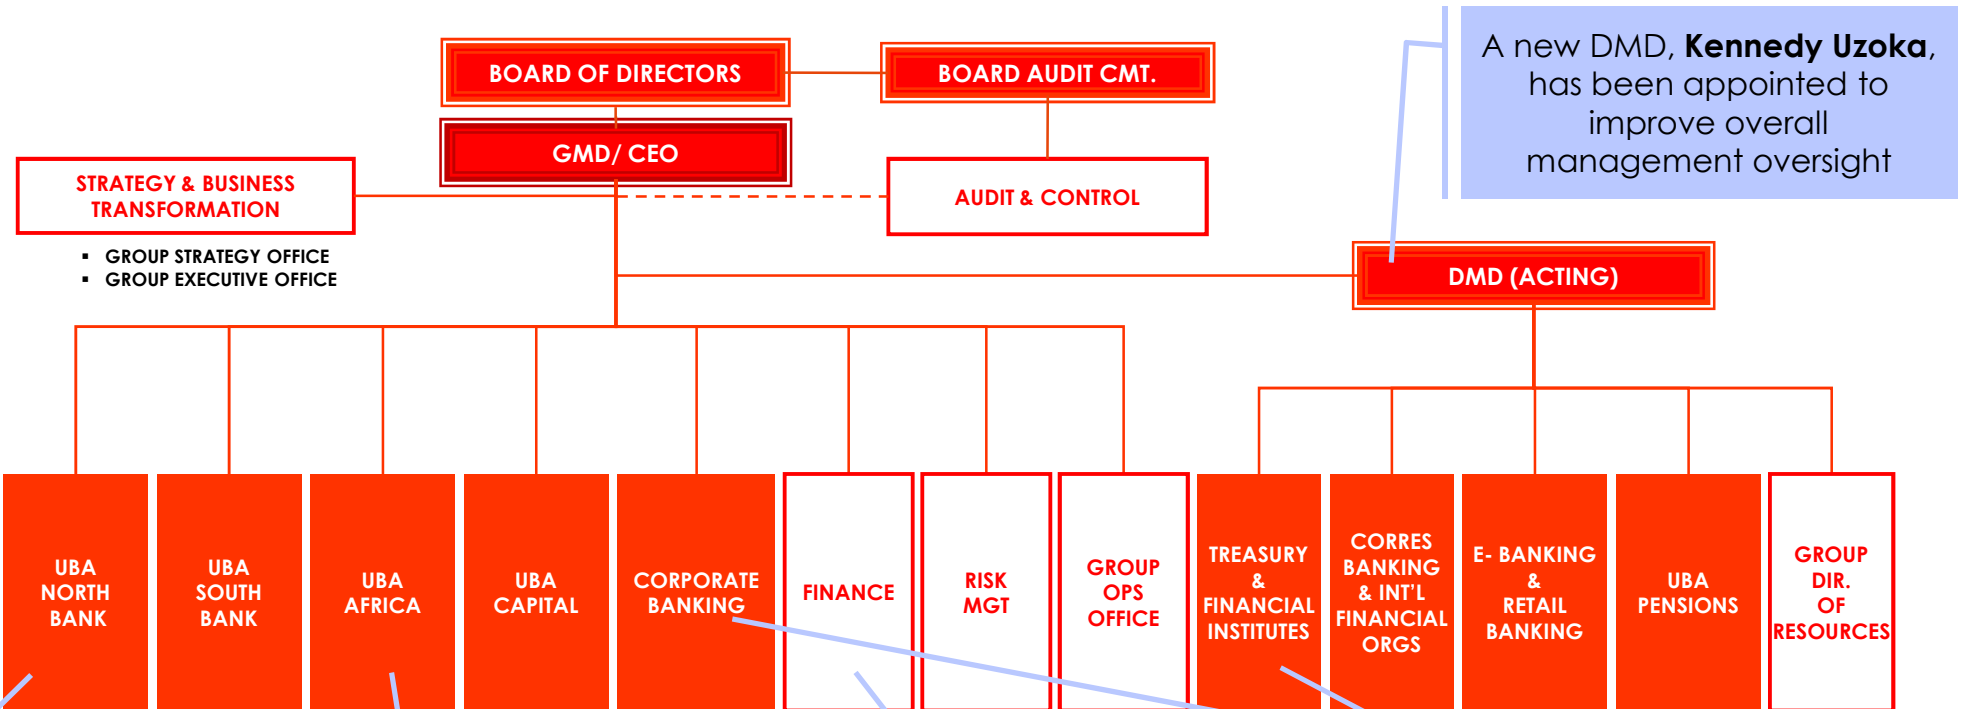 BOARD OF DIRECTORS
BOARD AUDIT CMT.
A new DMD, Kennedy Uzoka,
has been appointed to
improve overall
management oversight
GMD/ CEO
STRATEGY & BUSINESS
TRANSFORMATION
AUDIT & CONTROL
▪ GROUP STRATEGY OFFICE
▪ GROUP EXECUTIVE OFFICE
DMD (ACTING)
UBA
NORTH
BANK
UBA
SOUTH
BANK
UBA
AFRICA
UBA
CAPITAL
CORPORATE
BANKING
FINANCE
RISK
MGT
GROUP
OPS
OFFICE
TREASURY
&
FINANCIAL
INSTITUTES
CORRES
BANKING
& INT'L
FINANCIAL
ORGS
E- BANKING
&
RETAIL
BANKING
UBA
PENSIONS
GROUP
DIR.
OF
RESOURCES